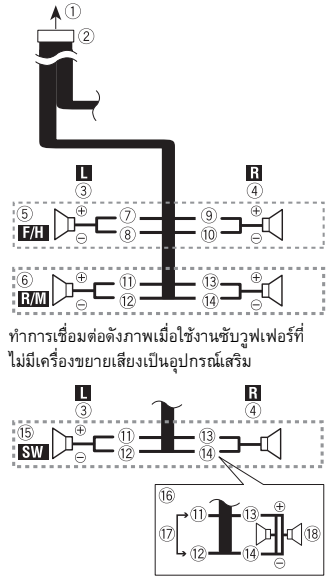 ①
②
L R
③ ④
⑤ ⊕ ⑦ ⑨ ⊕
F/H ⊖ ⑧ ⑩ ⊖
⑥ ⊕ ⑪ ⑬ ⊕
R/M ⊖ ⑫ ⑭ ⊖
ทำการเชื่อมต่อดังภาพเมื่อใช้งานซับวูฟเฟอร์ที่
ไม่มีเครื่องขยายเสียงเป็นอุปกรณ์เสริม
L R
③ ④
⑮ ⊕ ⑪ ⑬ ⊕
SW ⊖ ⑫ ⑭ ⊖
⑯ ⊕
⑪ ⑬
⑰ ⑱
⑫ ⑭
⊖